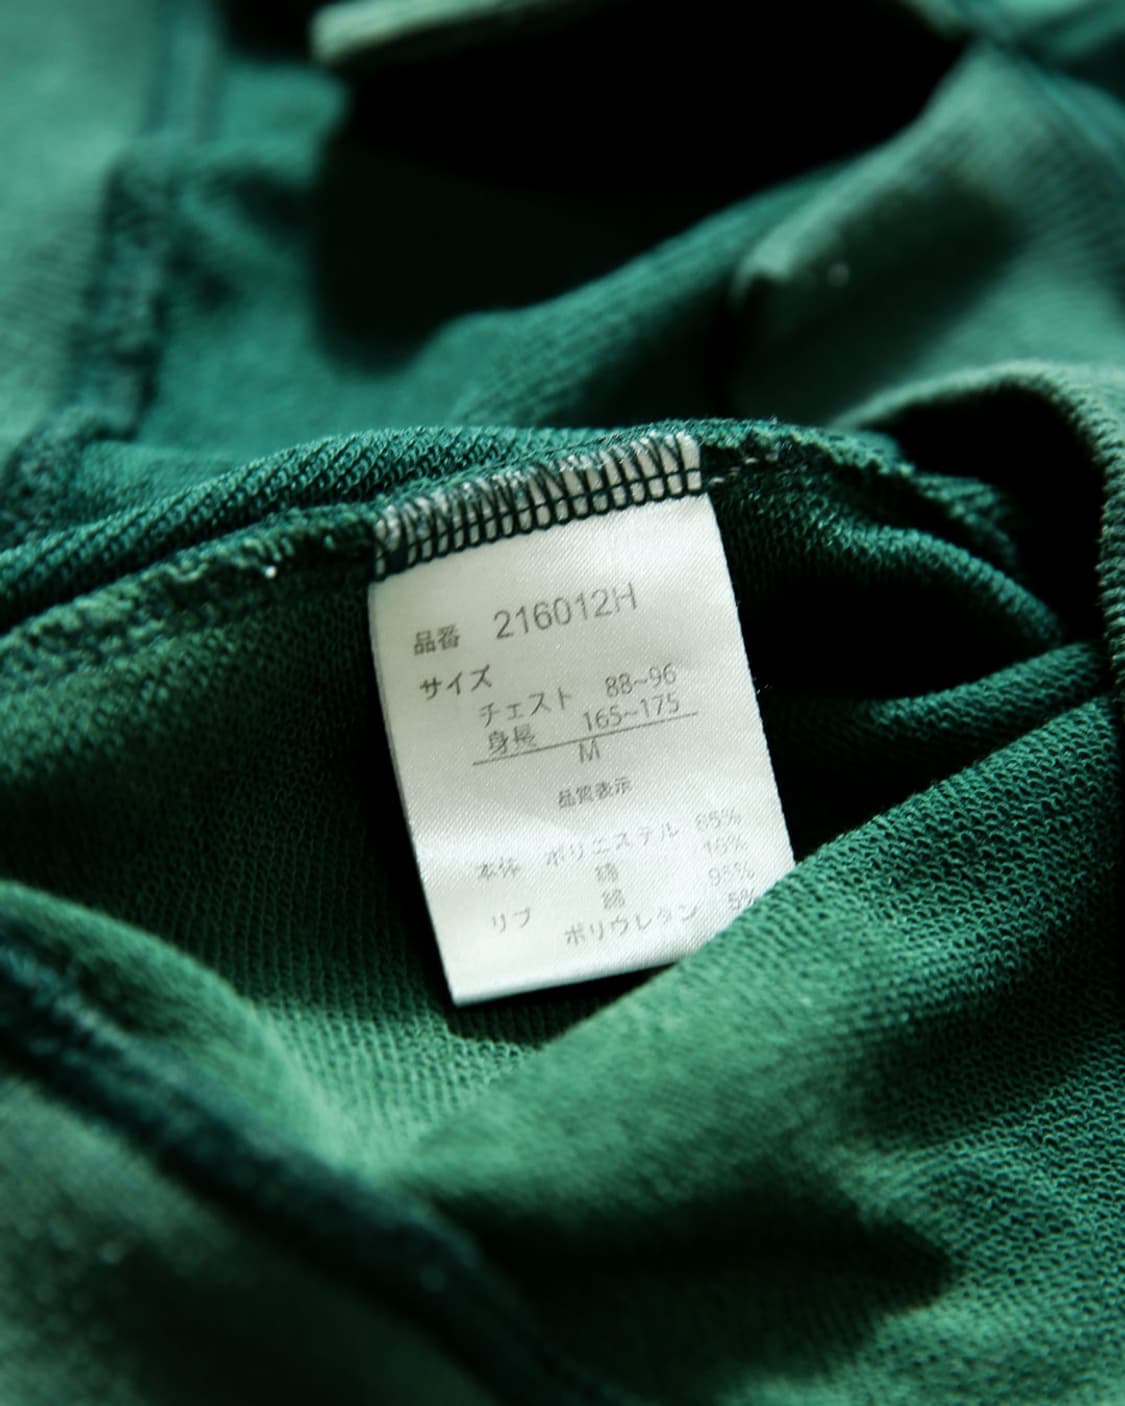 品番 216012H
サイズ
チェスト 88~96
身長 165~175
M
品質表示
本体 ポリエステル 65%
綿
リブ 綿 95%
ポリウレタン 5%